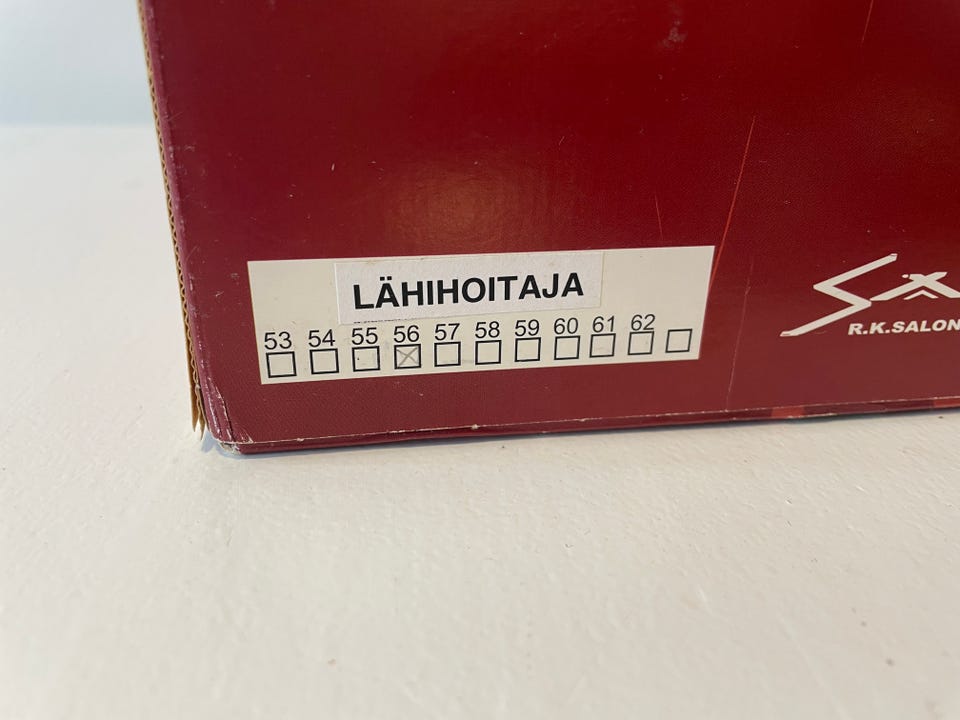 LÄHIHOITAJA
53 54 55 56 57 58 59 60 61 62
R.K.SALON